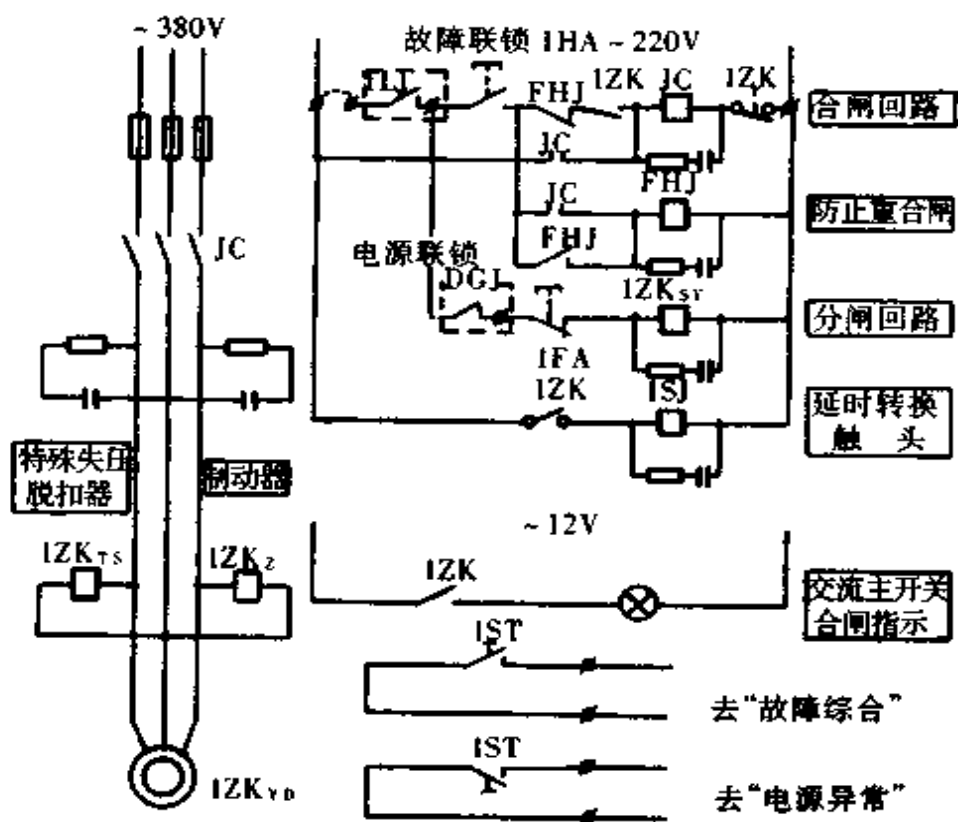 ~380V
故障联锁 1HA ~220V
TLJ
FHJ
1ZK
JC
1ZK
合闸回路
JC
FHJ
JC
防止重合闸
JC
FHJ
电源联锁
DGJ
1ZKSY
分闸回路
1FA
1ZK
1SJ
延时转换
触 头
特殊失压
脱扣器
制动器
~12V
1ZKTS
1ZKZ
1ZK
交流主开关
合闸指示
1ST
去“故障综合”
1ST
1ZKYD
去“电源异常”